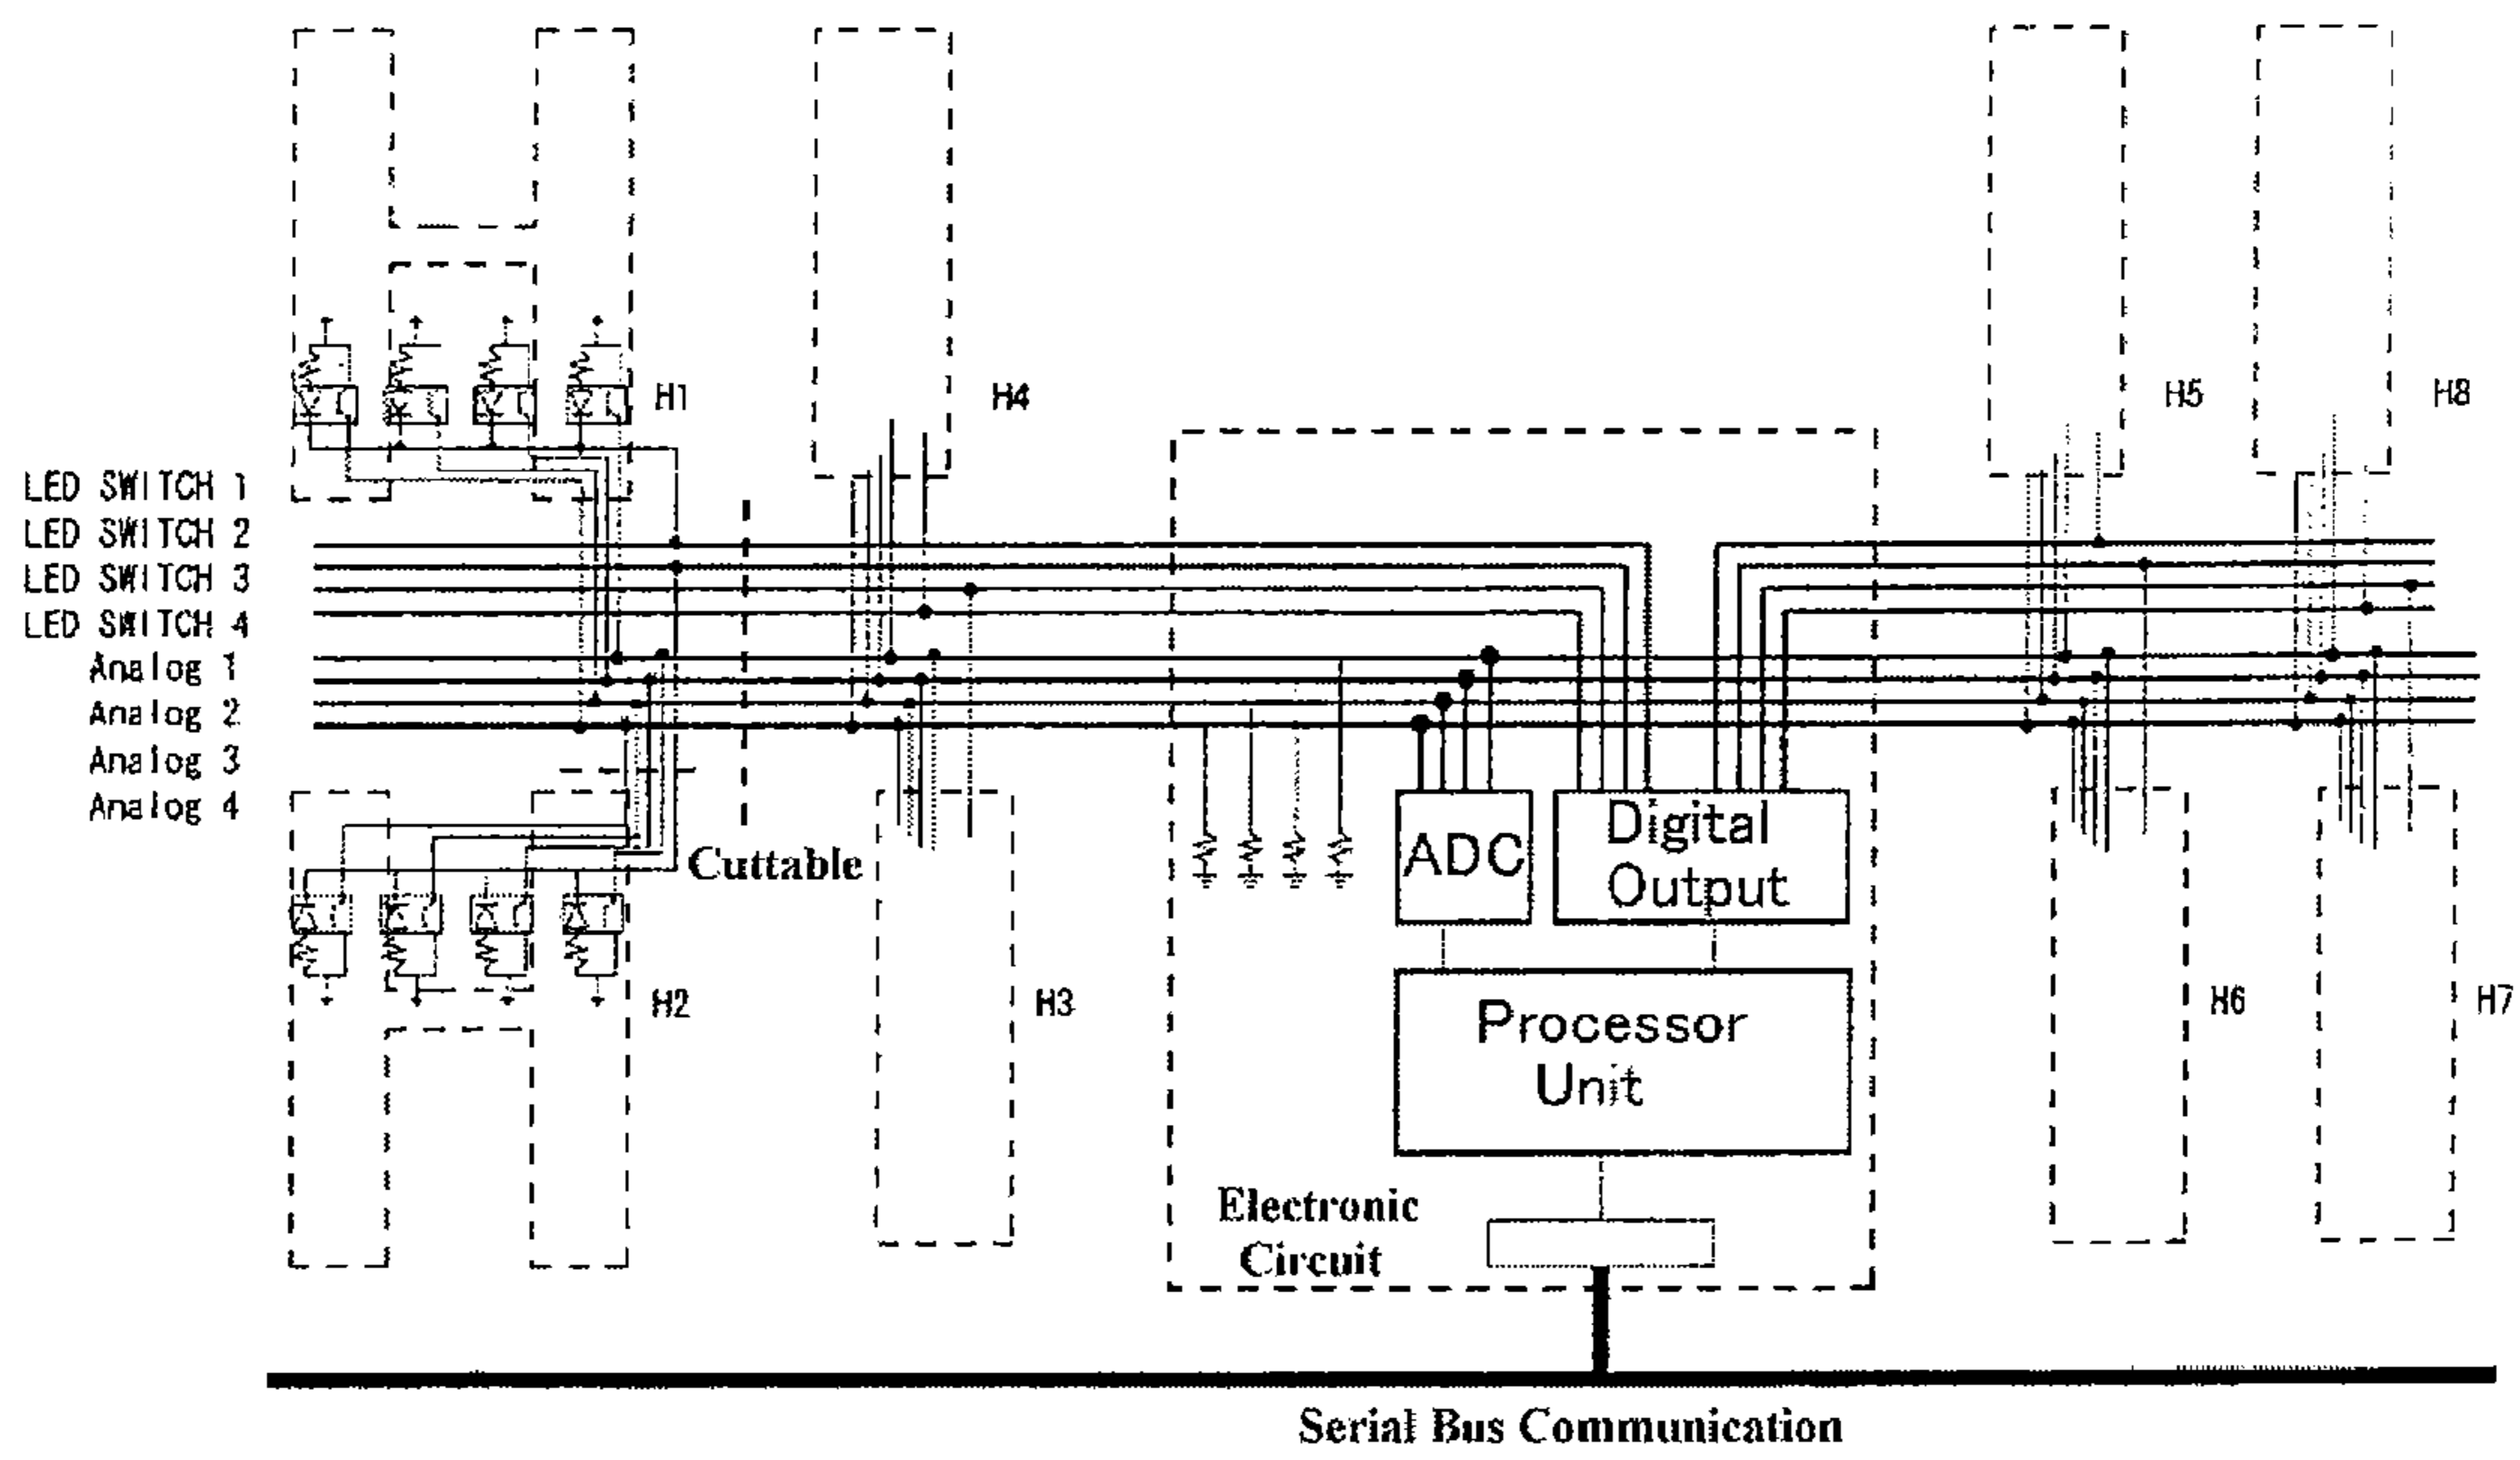 H1
H4
H5
H8
LED SWITCH 1
LED SWITCH 2
LED SWITCH 3
LED SWITCH 4
Analog 1
Analog 2
Analog 3
Analog 4
Cuttable
ADC
Digital
Output
H2
H3
Processor
Unit
H6
H7
Electronic
Circuit
Serial Bus Communication